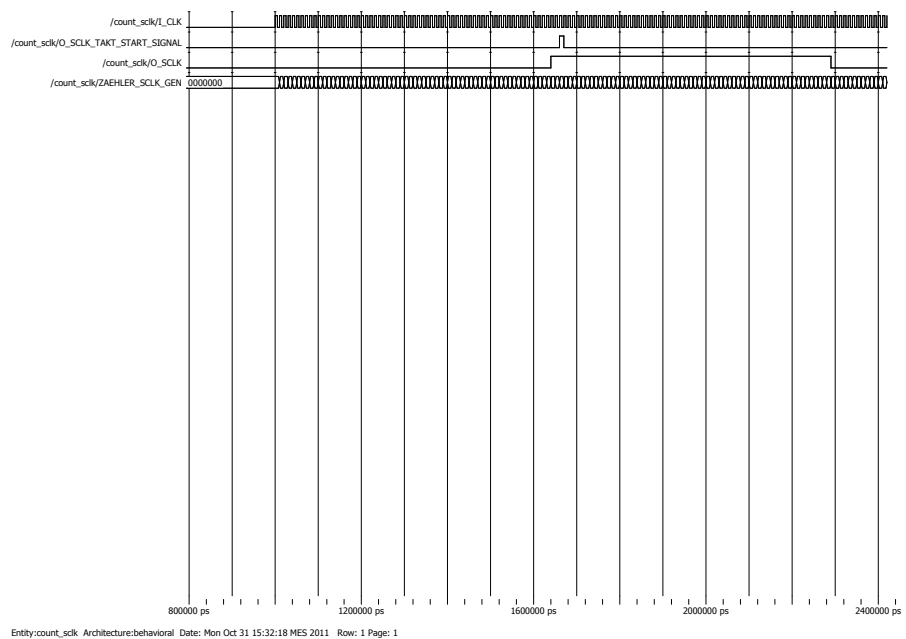 /count_sclk/I_CLK
/count_sclk/O_SCLK_TAKT_START_SIGNAL
/count_sclk/O_SCLK
/count_sclk/ZAEHLER_SCLK_GEN 0000000
800000 ps 1200000 ps 1600000 ps 2000000 ps 2400000 ps
Entity:count_sclk Architecture:behavioral Date: Mon Oct 31 15:32:18 MES 2011 Row: 1 Page: 1